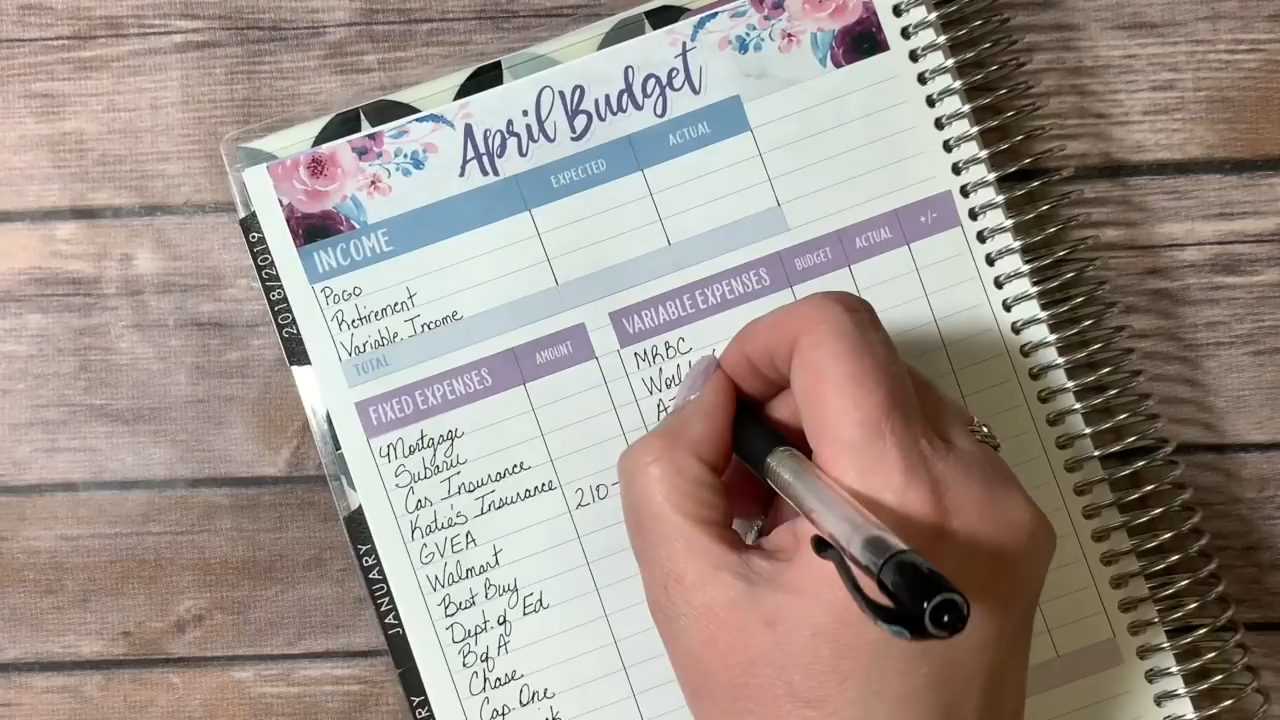 April Budget
INCOME EXPECTED ACTUAL
Pogo
Retirement
Variable Income
TOTAL
FIXED EXPENSES AMOUNT
Mortgage
Subaru
Car Insurance
Katie's Insurance 210-
GVEA
Walmart
Best Buy
Dept. of Ed
B of A
Chase
Cap. One
VARIABLE EXPENSES BUDGET ACTUAL +/-
MRBC
2018/2019
JANUARY